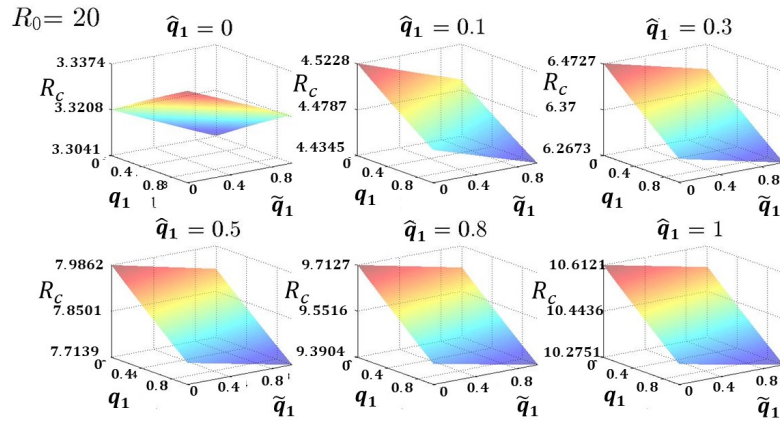 R₀= 20
q̂₁ = 0
q̂₁ = 0.1
q̂₁ = 0.3
3.3374
R_c
3.3208
3.3041
0
0.4
0.8
0
0.4
0.8
q₁
q̃₁
4.5228
R_c
4.4787
4.4345
0
0.4
0.8
0
0.4
0.8
q₁
q̃₁
6.4727
R_c
6.37
6.2673
0
0.4
0.8
0
0.4
0.8
q₁
q̃₁
q̂₁ = 0.5
q̂₁ = 0.8
q̂₁ = 1
7.9862
R_c
7.8501
7.7139
0
0.4
0.8
0
0.4
0.8
q₁
q̃₁
9.7127
R_c
9.5516
9.3904
0
0.4
0.8
0
0.4
0.8
q₁
q̃₁
10.6121
R_c
10.4436
10.2751
0
0.4
0.8
0
0.4
0.8
q₁
q̃₁